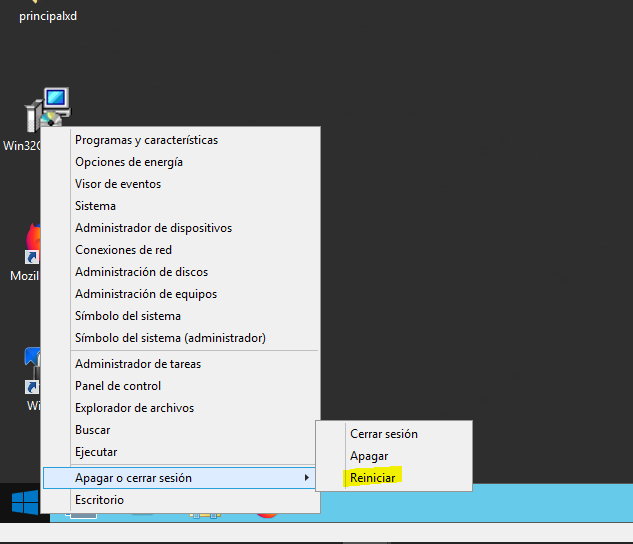 principalxd
Win32
Mozil
Wi
Programas y características
Opciones de energía
Visor de eventos
Sistema
Administrador de dispositivos
Conexiones de red
Administración de discos
Administración de equipos
Símbolo del sistema
Símbolo del sistema (administrador)
Administrador de tareas
Panel de control
Explorador de archivos
Buscar
Ejecutar
Apagar o cerrar sesión
Escritorio
Cerrar sesión
Apagar
Reiniciar